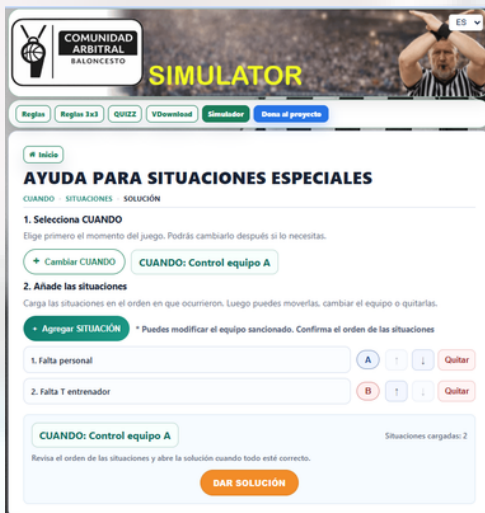 COMUNIDAD
ARBITRAL
BALONCESTO
SIMULATOR
ES
Reglas
Reglas 3x3
QUIZZ
VDownload
Simulador
Dona al proyecto
Inicio
AYUDA PARA SITUACIONES ESPECIALES
CUANDO · SITUACIONES · SOLUCIÓN
1. Selecciona CUANDO
Elige primero el momento del juego. Podrás cambiarlo después si lo necesitas.
+ Cambiar CUANDO
CUANDO: Control equipo A
2. Añade las situaciones
Carga las situaciones en el orden en que ocurrieron. Luego puedes moverlas, cambiar el equipo o quitarlas.
+ Agregar SITUACIÓN
* Puedes modificar el equipo sancionado. Confirma el orden de las situaciones
1. Falta personal
A
↑
↓
Quitar
2. Falta T entrenador
B
↑
↓
Quitar
CUANDO: Control equipo A
Situaciones cargadas: 2
Revisa el orden de las situaciones y abre la solución cuando todo esté correcto.
DAR SOLUCIÓN